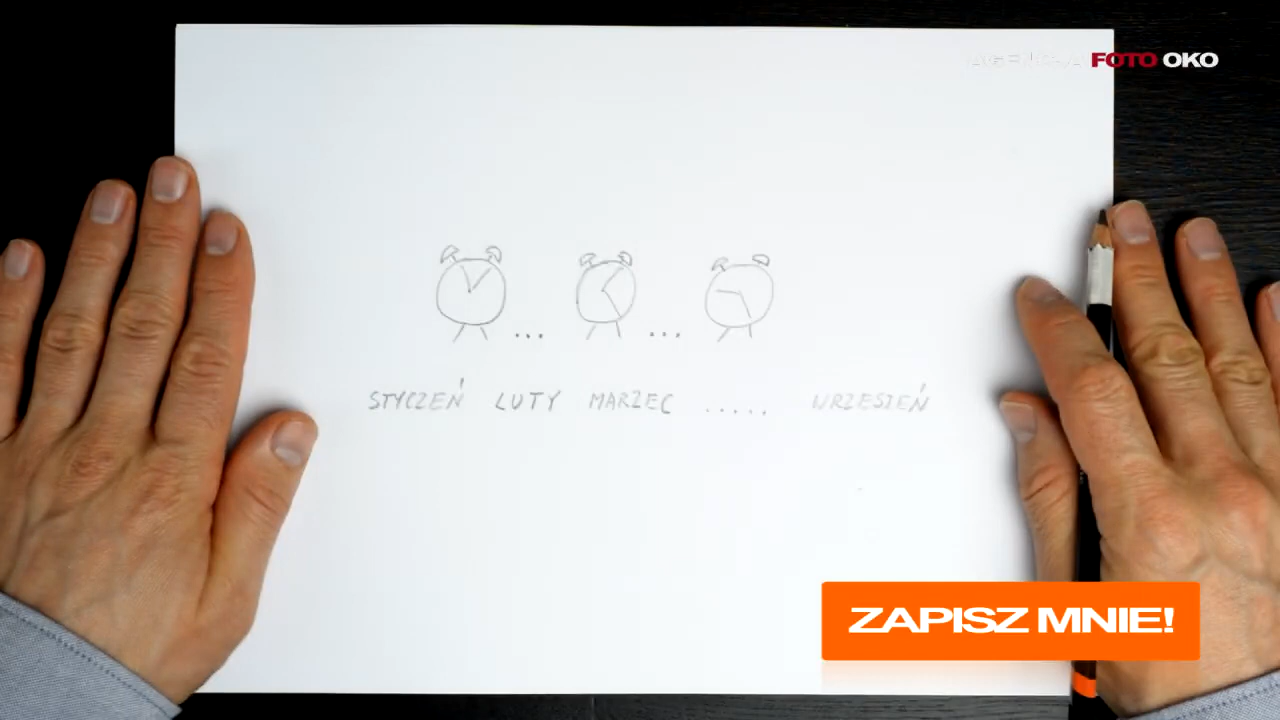 AGENCJA FOTO OKO
... ...
STYCZEŃ LUTY MARZEC ..... WRZESIEŃ
ZAPISZ MNIE!